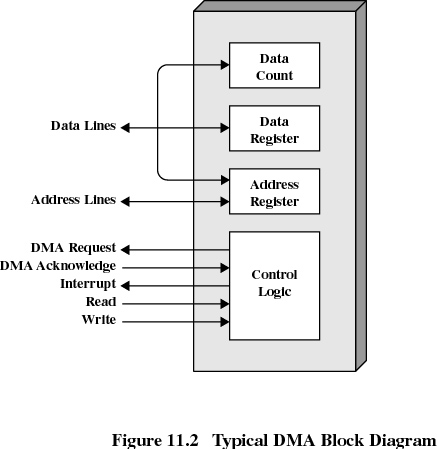 Data
Count
Data Lines
Data
Register
Address Lines
Address
Register
DMA Request
DMA Acknowledge
Interrupt
Read
Write
Control
Logic
Figure 11.2 Typical DMA Block Diagram